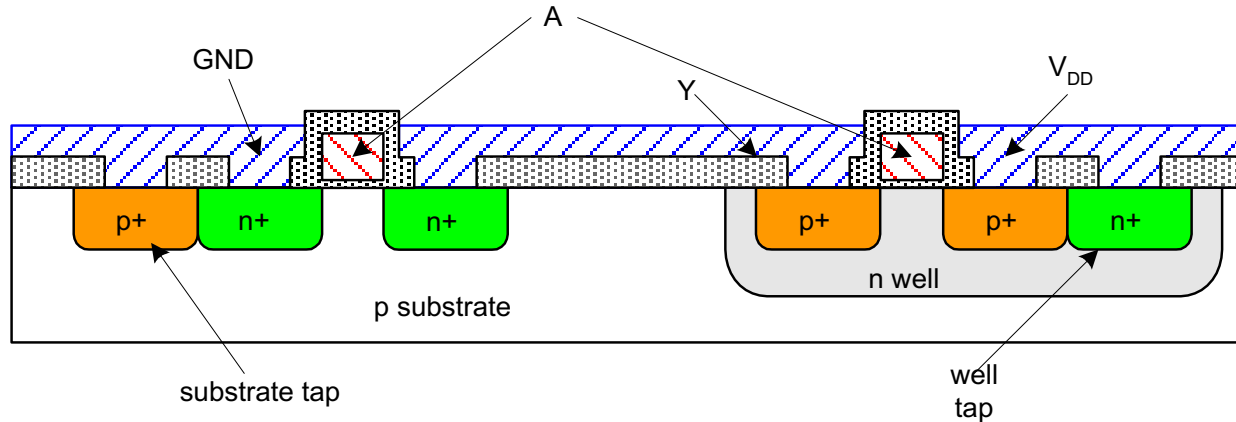 A
GND
Y
V_DD
p+
n+
n+
p+
p+
n+
n well
p substrate
substrate tap
well
tap